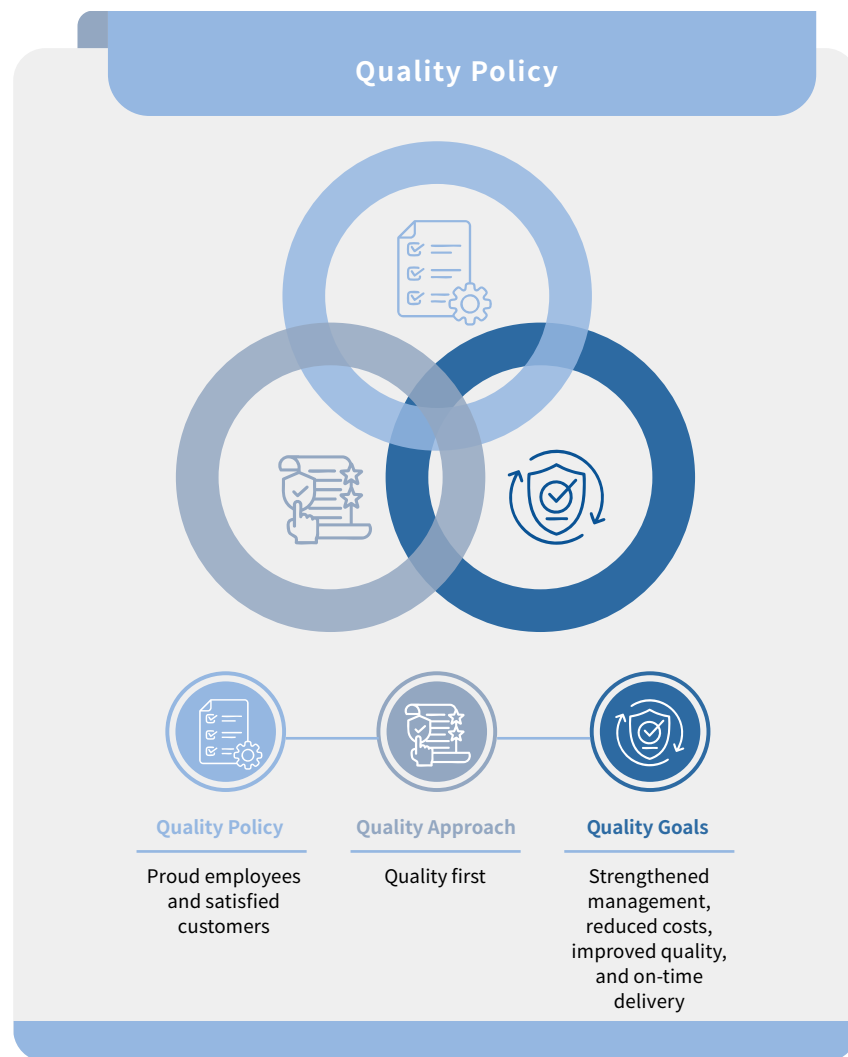 Quality Policy
Quality Policy
Proud employees
and satisfied
customers
Quality Approach
Quality first
Quality Goals
Strengthened
management,
reduced costs,
improved quality,
and on-time
delivery